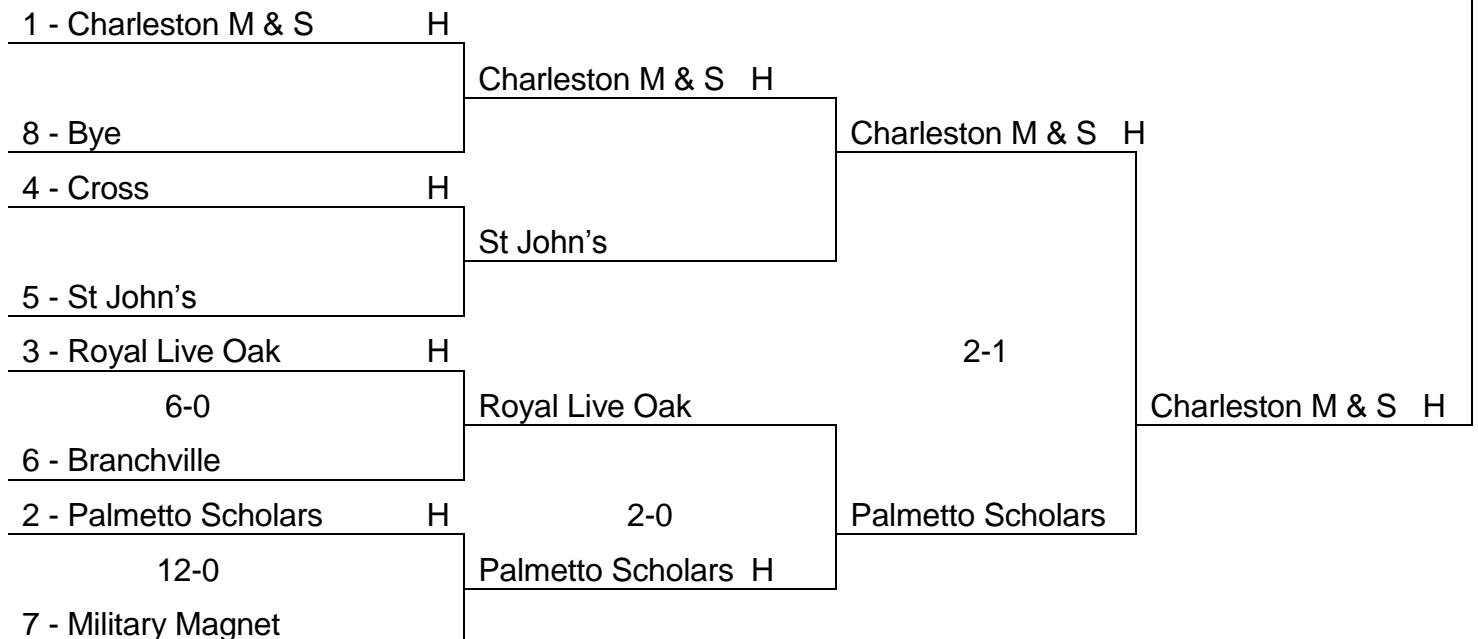 1 - Charleston M & S H
Charleston M & S H
8 - Bye
Charleston M & S H
4 - Cross H
St John’s
5 - St John’s
3 - Royal Live Oak H
2-1
6-0
Royal Live Oak
Charleston M & S H
6 - Branchville
2 - Palmetto Scholars H
2-0
Palmetto Scholars
12-0
Palmetto Scholars H
7 - Military Magnet